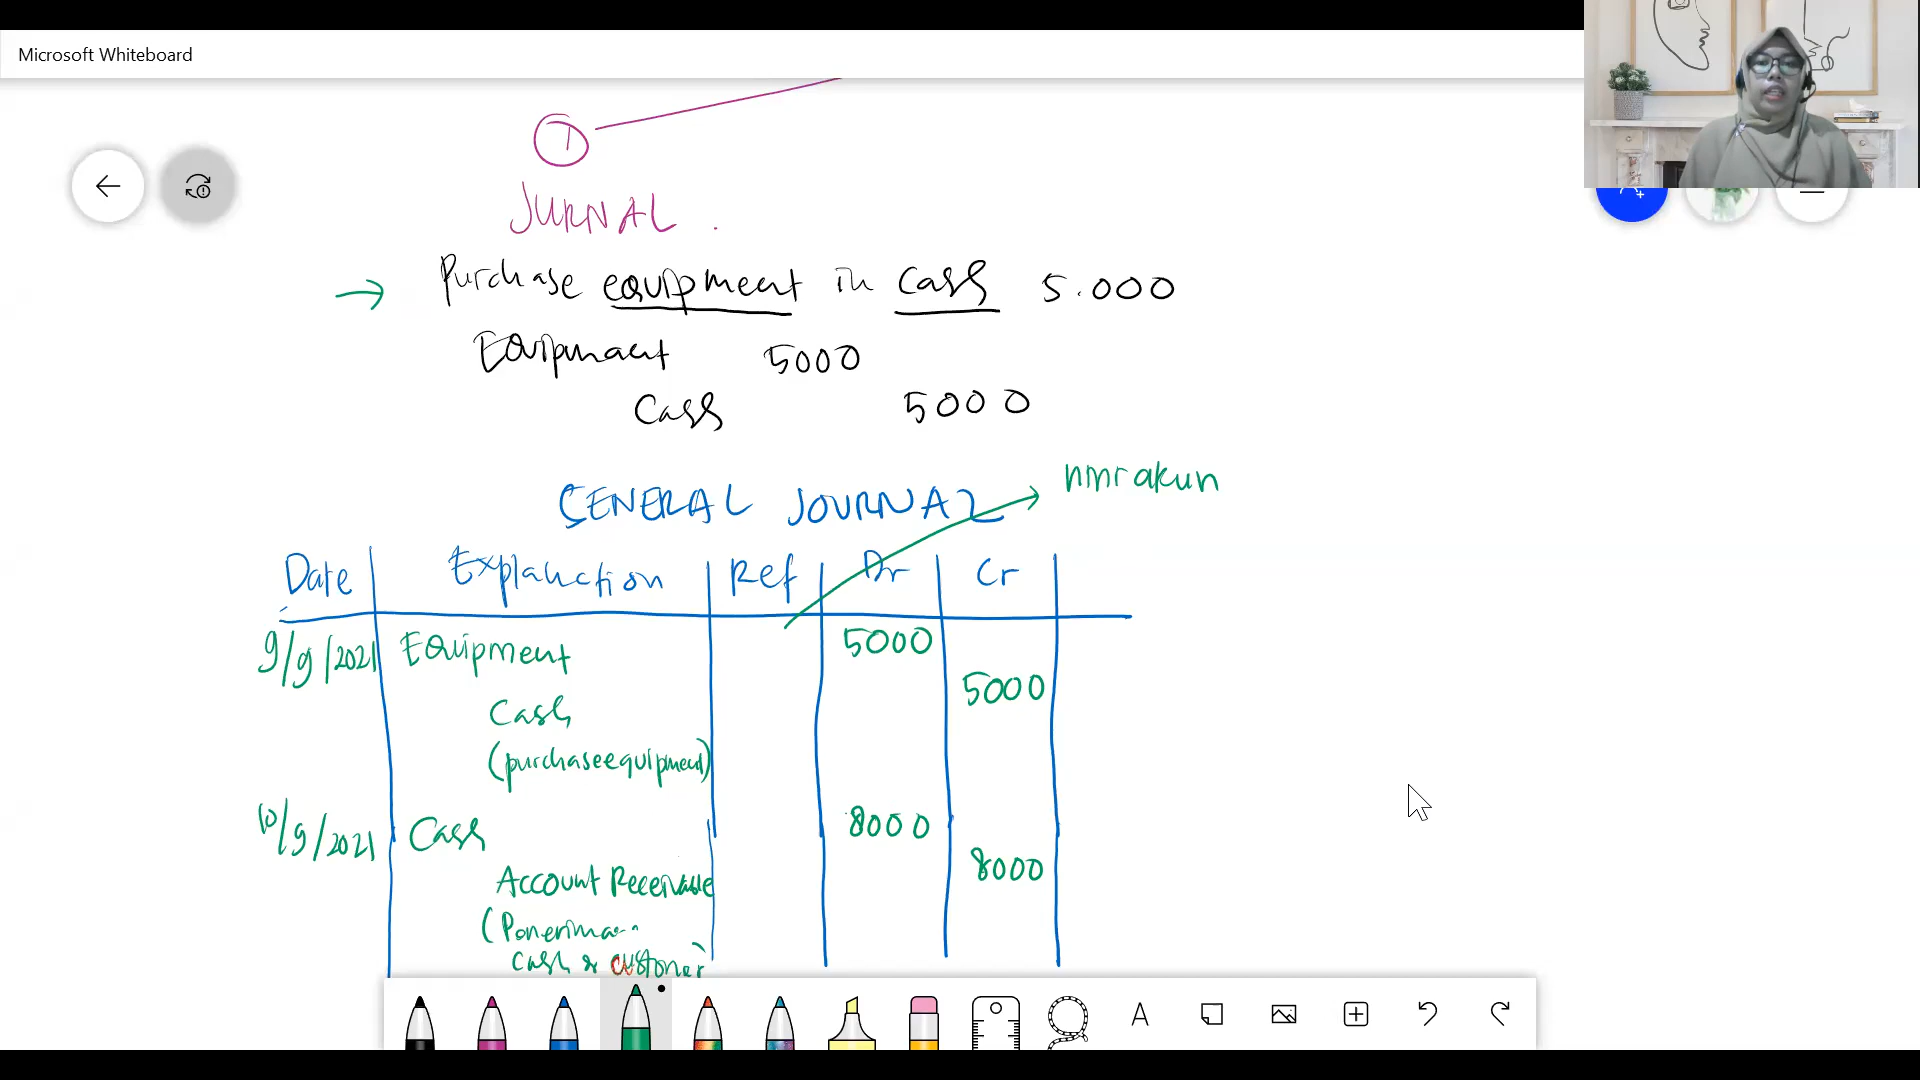 Microsoft Whiteboard
1
JURNAL .
→ Purchase equipment in Cash 5.000
Equipment 5000
Cash 5000
nmr akun
GENERAL JOURNAL
Date Explanation Ref Dr Cr
9/9/2021 Equipment 5000
Cash 5000
(purchase equipment)
10/9/2021 Cash 8000
Account Receivable 8000
(Penerimaan
Cash customer)